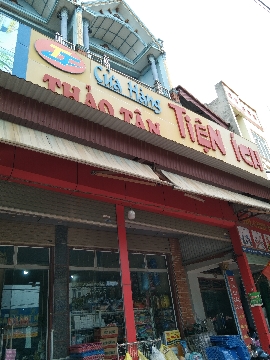 Cửa Hàng
THẢO TÂN
TIỆN ÍCH